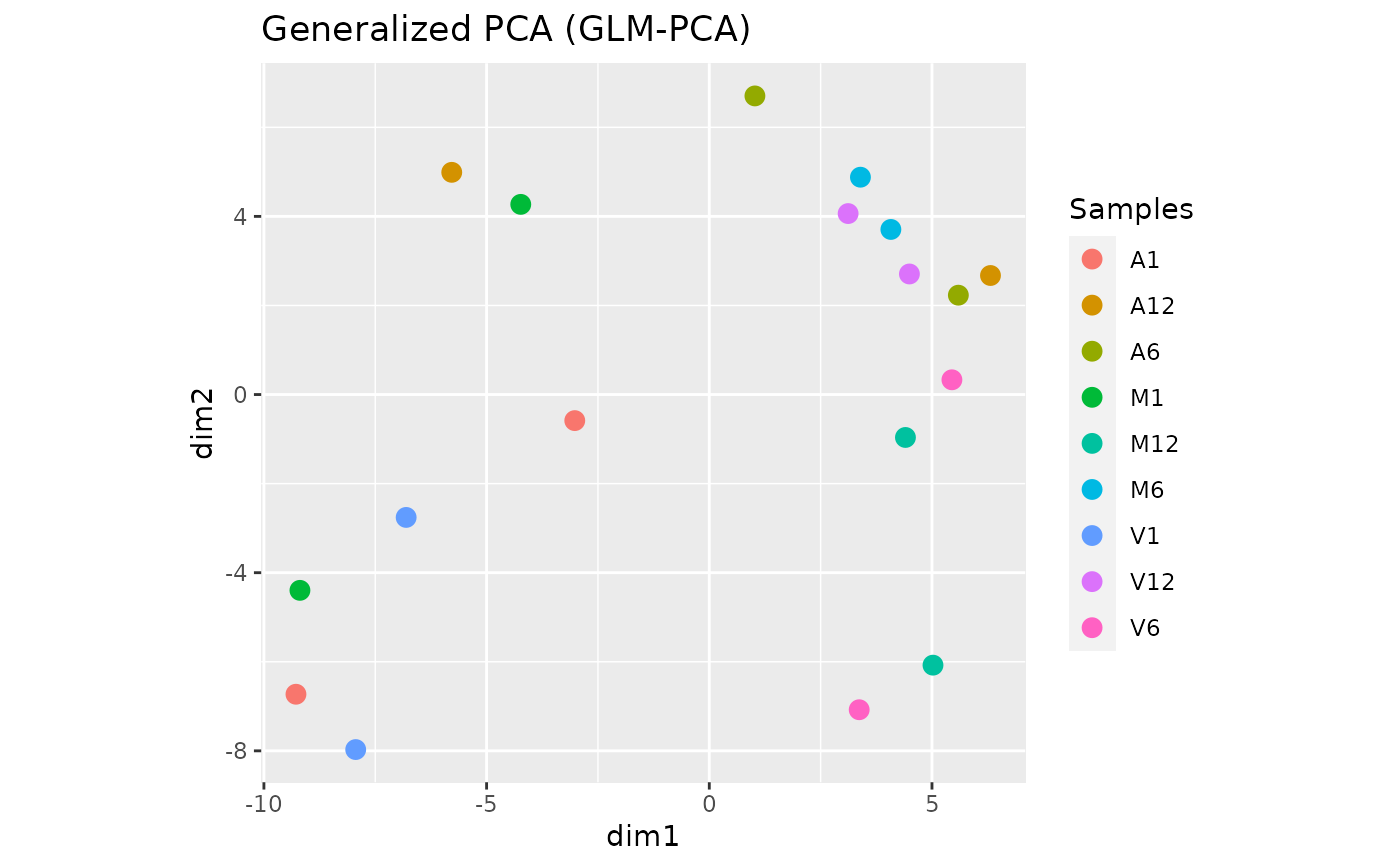 Generalized PCA (GLM-PCA)
dim2
4
0
-4
-8
-10
-5
0
5
dim1
Samples
A1
A12
A6
M1
M12
M6
V1
V12
V6